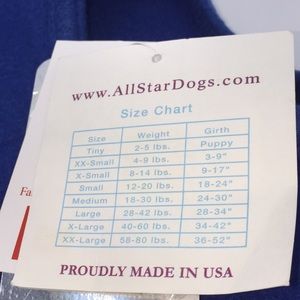 www.AllStarDogs.com
Size Chart
Size Weight Girth
Tiny 2-5 lbs. Puppy
XX-Small 4-9 lbs. 3-9"
X-Small 8-14 lbs. 9-17"
Small 12-20 lbs. 18-24"
Medium 18-30 lbs. 24-30"
Large 28-42 lbs. 28-34"
X-Large 40-60 lbs. 34-42"
XX-Large 58-80 lbs. 36-52"
PROUDLY MADE IN USA